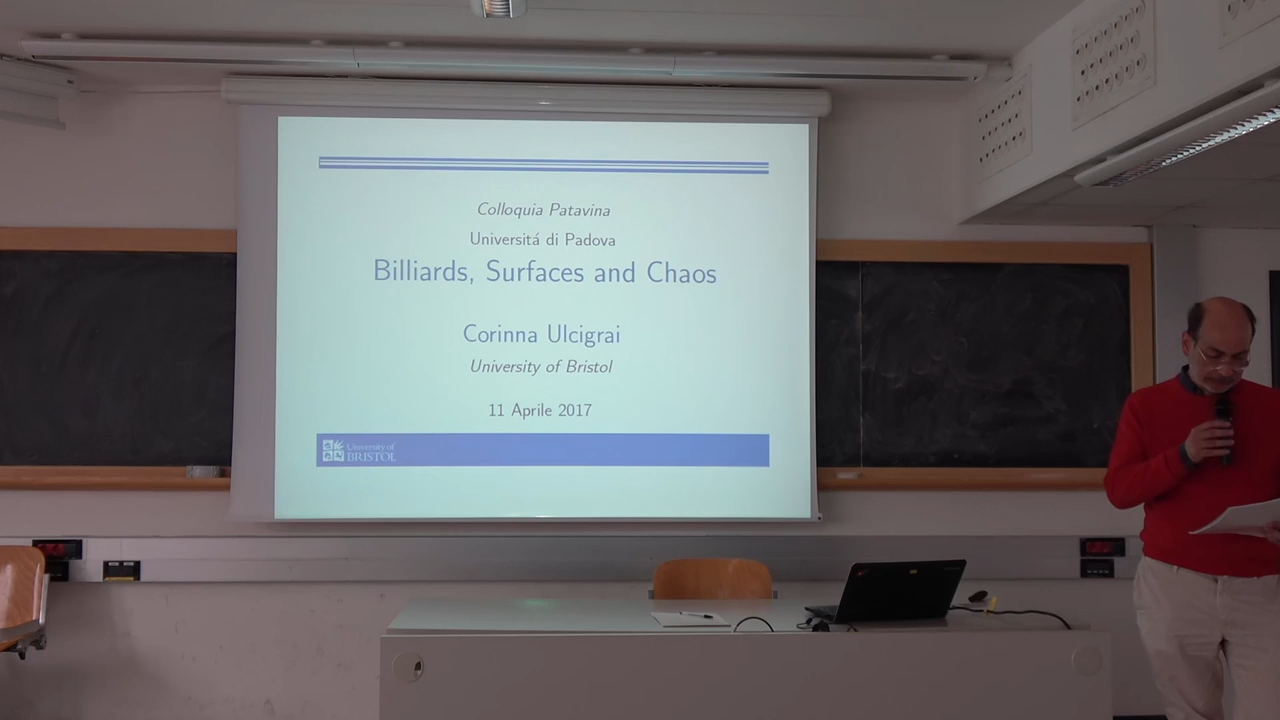 Colloquia Patavina
Universitá di Padova
Billiards, Surfaces and Chaos
Corinna Ulcigrai
University of Bristol
11 Aprile 2017
University of
BRISTOL